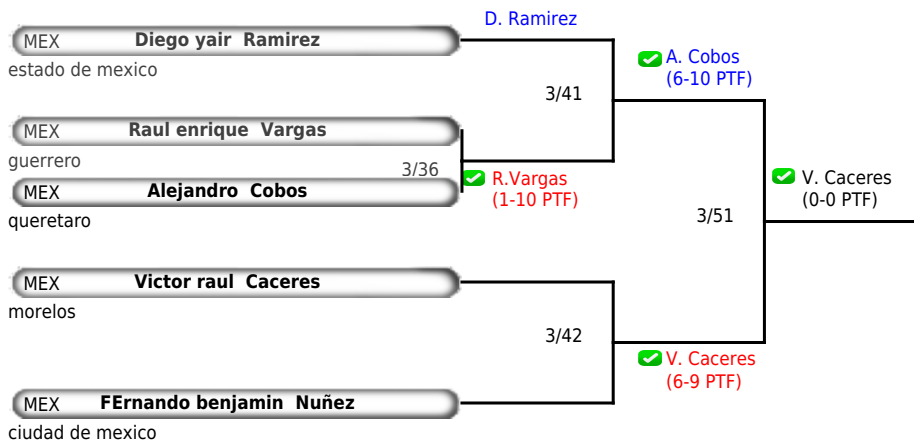 D. Ramirez
MEX Diego yair Ramirez
estado de mexico
A. Cobos
(6-10 PTF)
3/41
MEX Raul enrique Vargas
guerrero
3/36
R.Vargas
(1-10 PTF)
MEX Alejandro Cobos
queretaro
V. Caceres
(0-0 PTF)
3/51
MEX Victor raul Caceres
morelos
3/42
V. Caceres
(6-9 PTF)
MEX FErnando benjamin Nuñez
ciudad de mexico